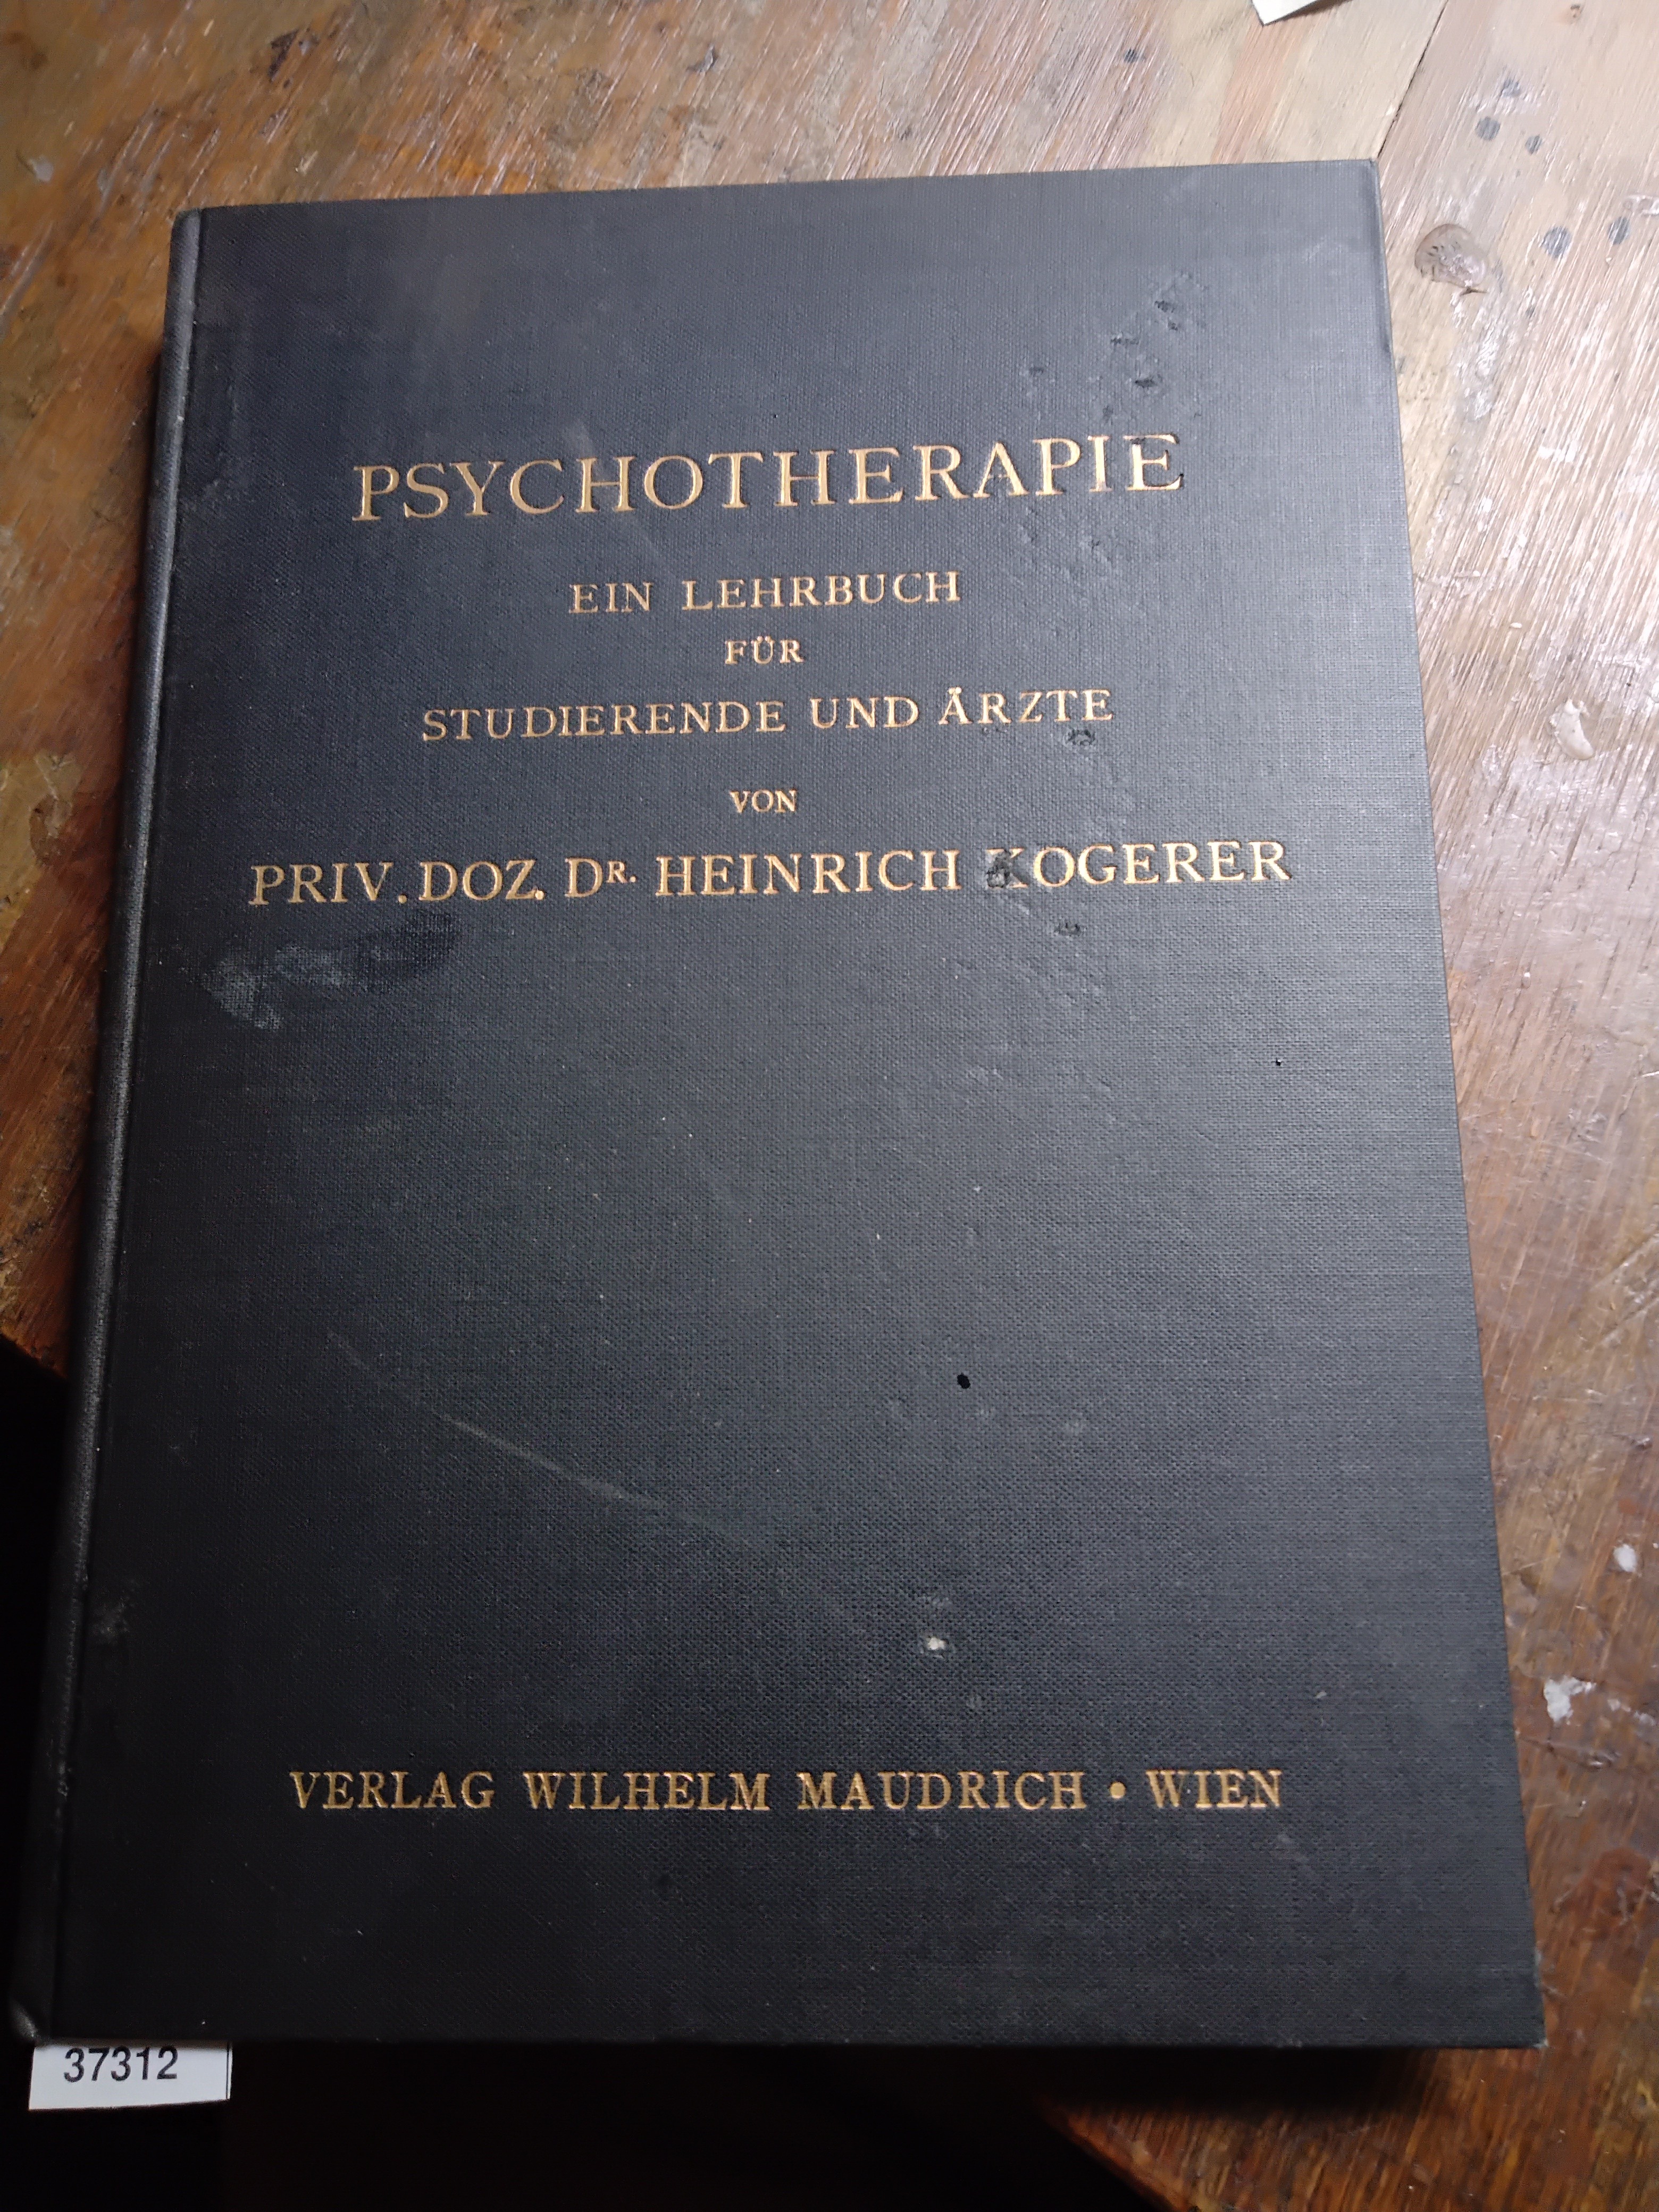 PSYCHOTHERAPIE
EIN LEHRBUCH
FÜR
STUDIERENDE UND ÄRZTE
VON
PRIV. DOZ. DR. HEINRICH KOGERER
VERLAG WILHELM MAUDRICH • WIEN
37312